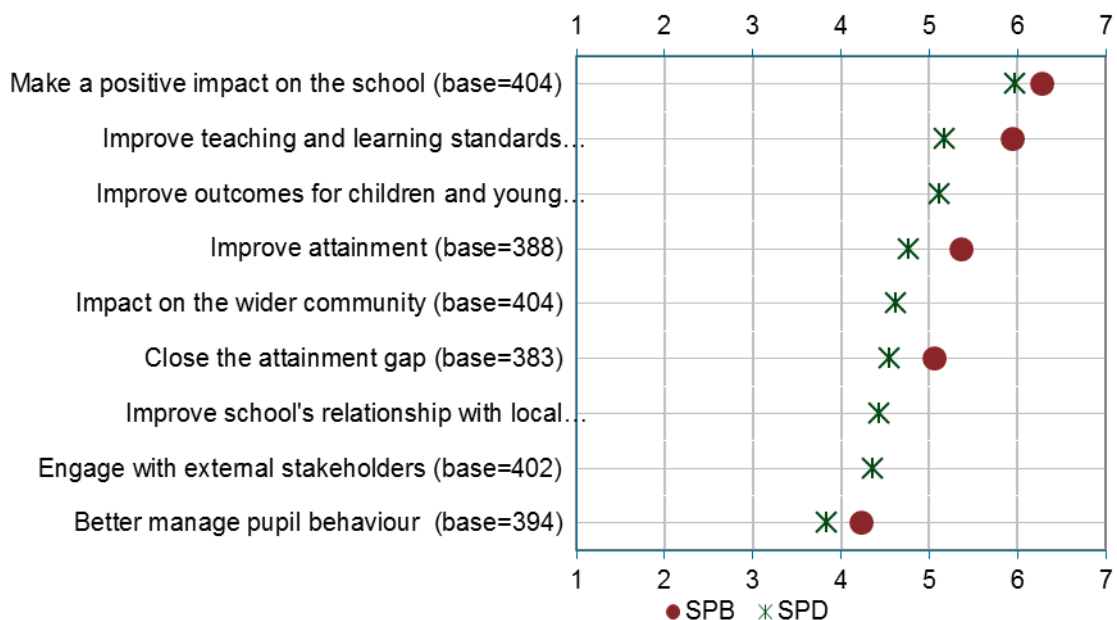 1 2 3 4 5 6 7
Make a positive impact on the school (base=404)
Improve teaching and learning standards…
Improve outcomes for children and young…
Improve attainment (base=388)
Impact on the wider community (base=404)
Close the attainment gap (base=383)
Improve school's relationship with local…
Engage with external stakeholders (base=402)
Better manage pupil behaviour (base=394)
1 2 3 4 5 6 7
SPB SPD